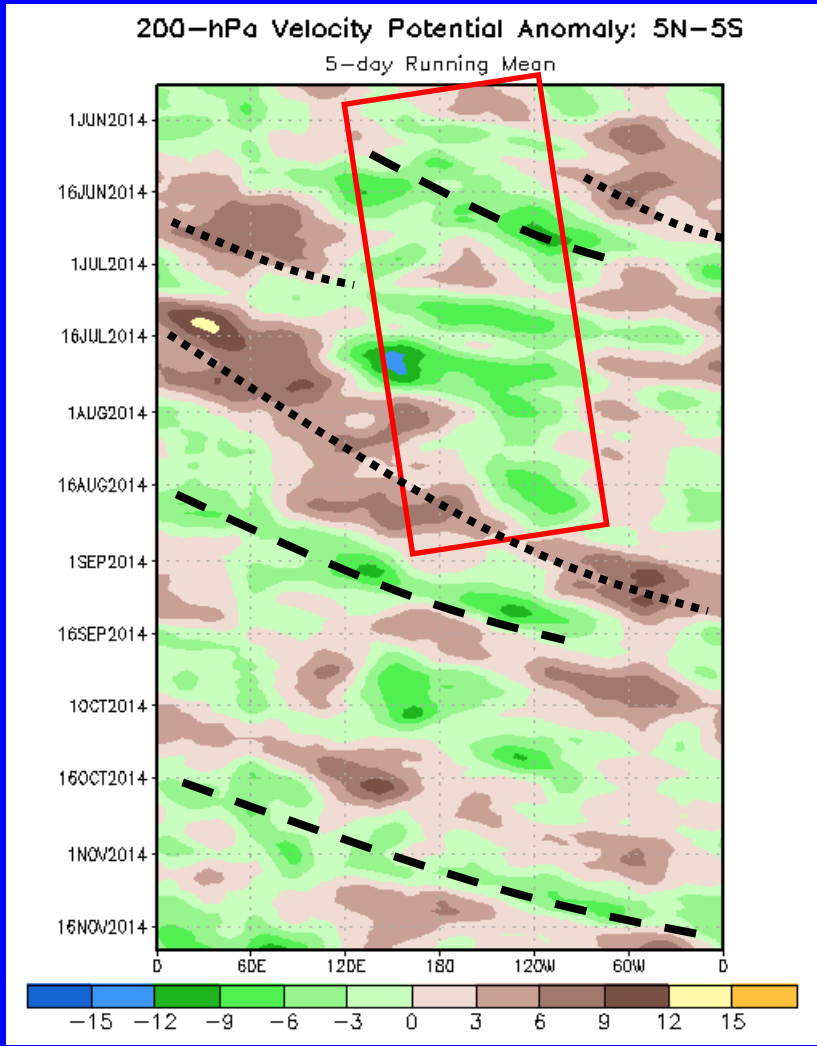 200-hPa Velocity Potential Anomaly: 5N-5S
5-day Running Mean
1JUN2014
16JUN2014
1JUL2014
16JUL2014
1AUG2014
16AUG2014
1SEP2014
16SEP2014
1OCT2014
16OCT2014
1NOV2014
16NOV2014
0 60E 120E 180 120W 60W 0
-15 -12 -9 -6 -3 0 3 6 9 12 15